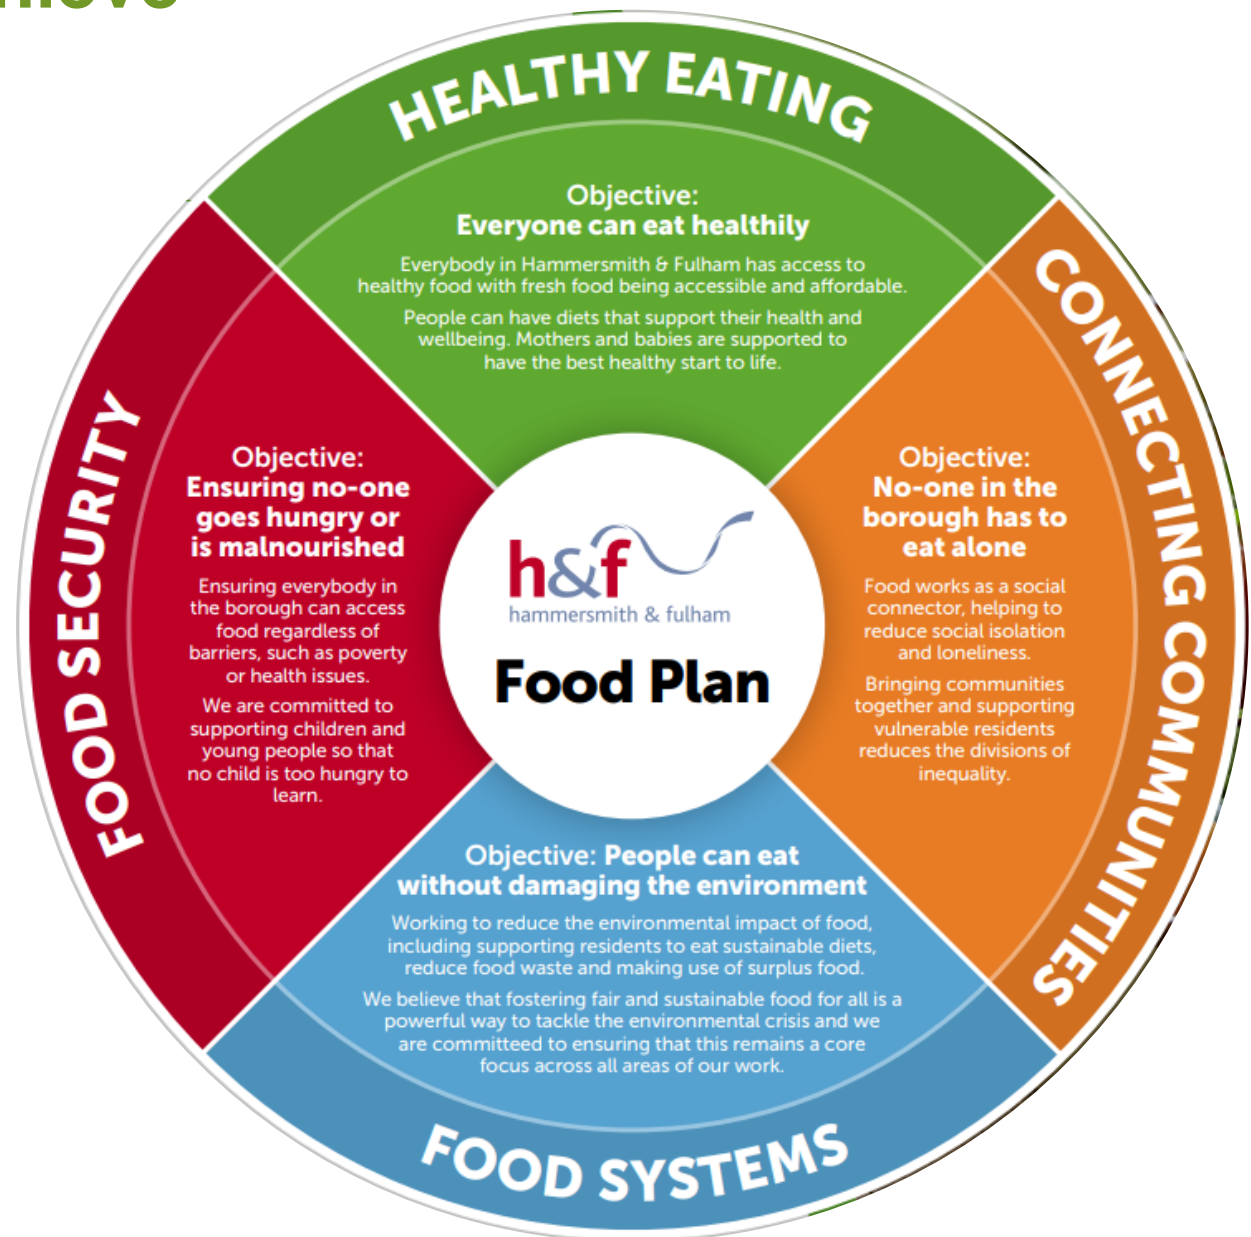 HEALTHY EATING
Objective:
Everyone can eat healthily
Everybody in Hammersmith & Fulham has access to
healthy food with fresh food being accessible and affordable.
People can have diets that support their health and
wellbeing. Mothers and babies are supported to
have the best healthy start to life.
CONNECTING COMMUNITIES
Objective:
No-one in the
borough has to
eat alone
Food works as a social
connector, helping to
reduce social isolation
and loneliness.
Bringing communities
together and supporting
vulnerable residents
reduces the divisions of
inequality.
FOOD SYSTEMS
Objective: People can eat
without damaging the environment
Working to reduce the environmental impact of food,
including supporting residents to eat sustainable diets,
reduce food waste and making use of surplus food.
We believe that fostering fair and sustainable food for all is a
powerful way to tackle the environmental crisis and we
are committeed to ensuring that this remains a core
focus across all areas of our work.
FOOD SECURITY
Objective:
Ensuring no-one
goes hungry or
is malnourished
Ensuring everybody in
the borough can access
food regardless of
barriers, such as poverty
or health issues.
We are committed to
supporting children and
young people so that
no child is too hungry to
learn.
h&f
hammersmith & fulham
Food Plan